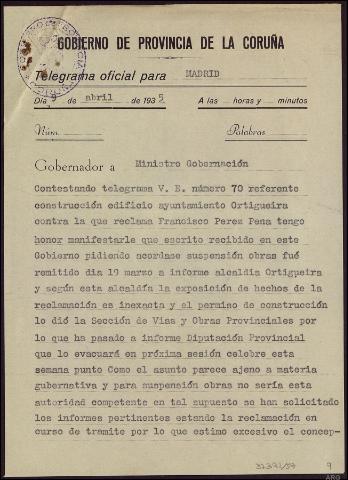 GOBIERNO DE PROVINCIA DE LA CORUÑA
Telegrama oficial para MADRID
Día 9 de abril de 1935 A las horas y minutos
Núm. Palabras
Gobernador a Ministro Gobernación
Contestando telegrama V. E. número 70 referente
construcción edificio ayuntamiento Ortigueira
contra la que reclama Francisco Perez Pena tengo
honor manifestarle que escrito recibido en este
Gobierno pidiendo acordase suspensión obras fué
remitido dia 19 marzo a informe alcaldia Ortigueira
y según esta alcaldia la exposición de hechos de la
reclamación es inexacta y el permiso de construcción
lo dió la Sección de Vias y Obras Provinciales por
lo que ha pasado a informe Diputación Provincial
que lo evacuará en próxima sesión celebre esta
semana punto Como el asunto parece ajeno a materia
gubernativa y para suspensión obras no sería esta
autoridad competente en tal supuesto se han solicitado
los informes pertinentes estando la reclamación en
curso de tramite por lo que estimo excesivo el concep-
9
ARG